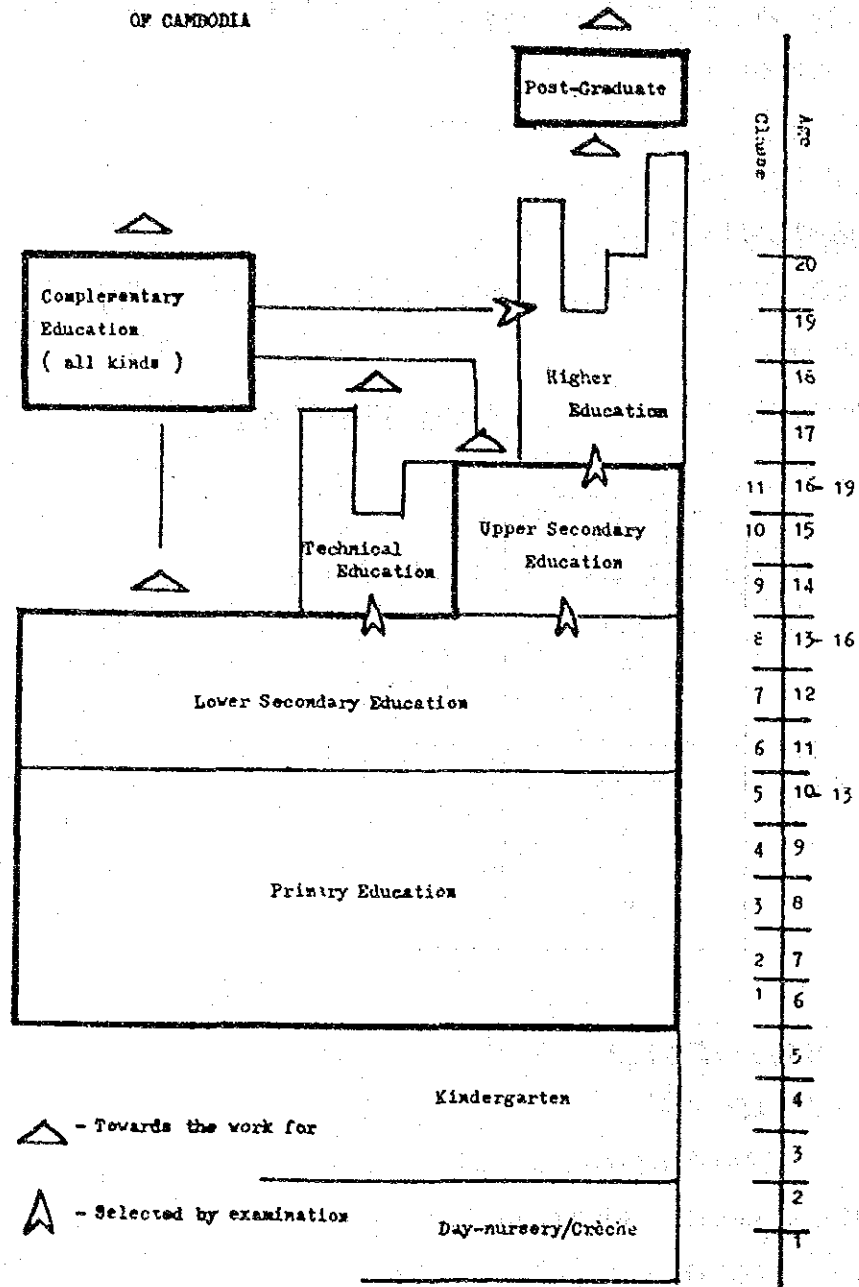 OF CAMBODIA
Post-Graduate
Classe
Age
Complementary
Education
( all kinds )
Higher
Education
Technical
Education
Upper Secondary
Education
Lower Secondary Education
Primary Education
Kindergarten
Day-nursery/Crèche
- Towards the work for
- Selected by examination
20
19
18
17
11 16- 19
10 15
9 14
8 13- 16
7 12
6 11
5 10- 13
4 9
3 8
2 7
1 6
5
4
3
2
1